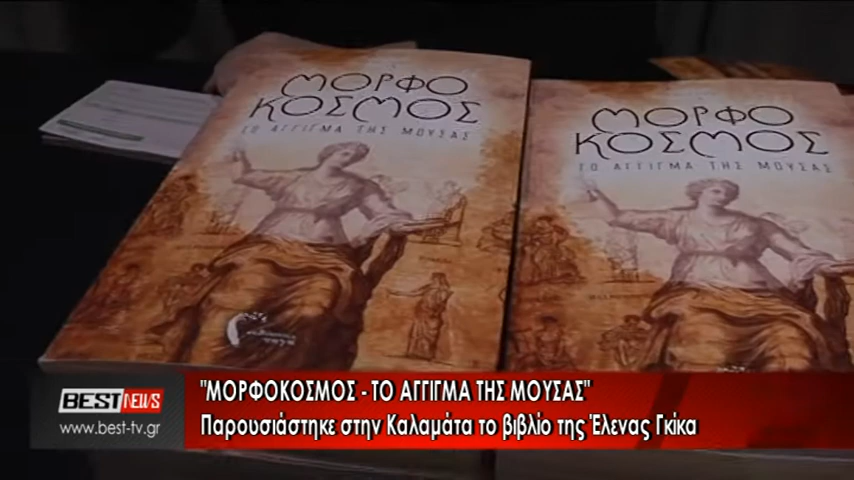 ΜΟΡΦΟ
ΚΟΣΜΟΣ
ΤΟ ΑΓΓΙΓΜΑ ΤΗΣ ΜΟΥΣΑΣ
ΜΟΡΦΟ
ΚΟΣΜΟΣ
ΤΟ ΑΓΓΙΓΜΑ ΤΗΣ ΜΟΥΣΑΣ
BEST NEWS
www.best-tv.gr
"ΜΟΡΦΟΚΟΣΜΟΣ - ΤΟ ΑΓΓΙΓΜΑ ΤΗΣ ΜΟΥΣΑΣ"
Παρουσιάστηκε στην Καλαμάτα το βιβλίο της Έλενας Γκίκα